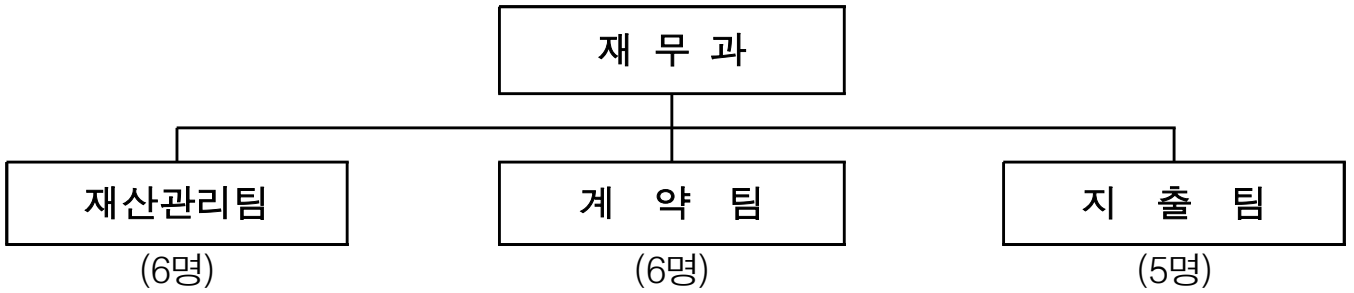 재 무 과
재산관리팀 계 약 팀 지 출 팀
(6명) (6명) (5명)